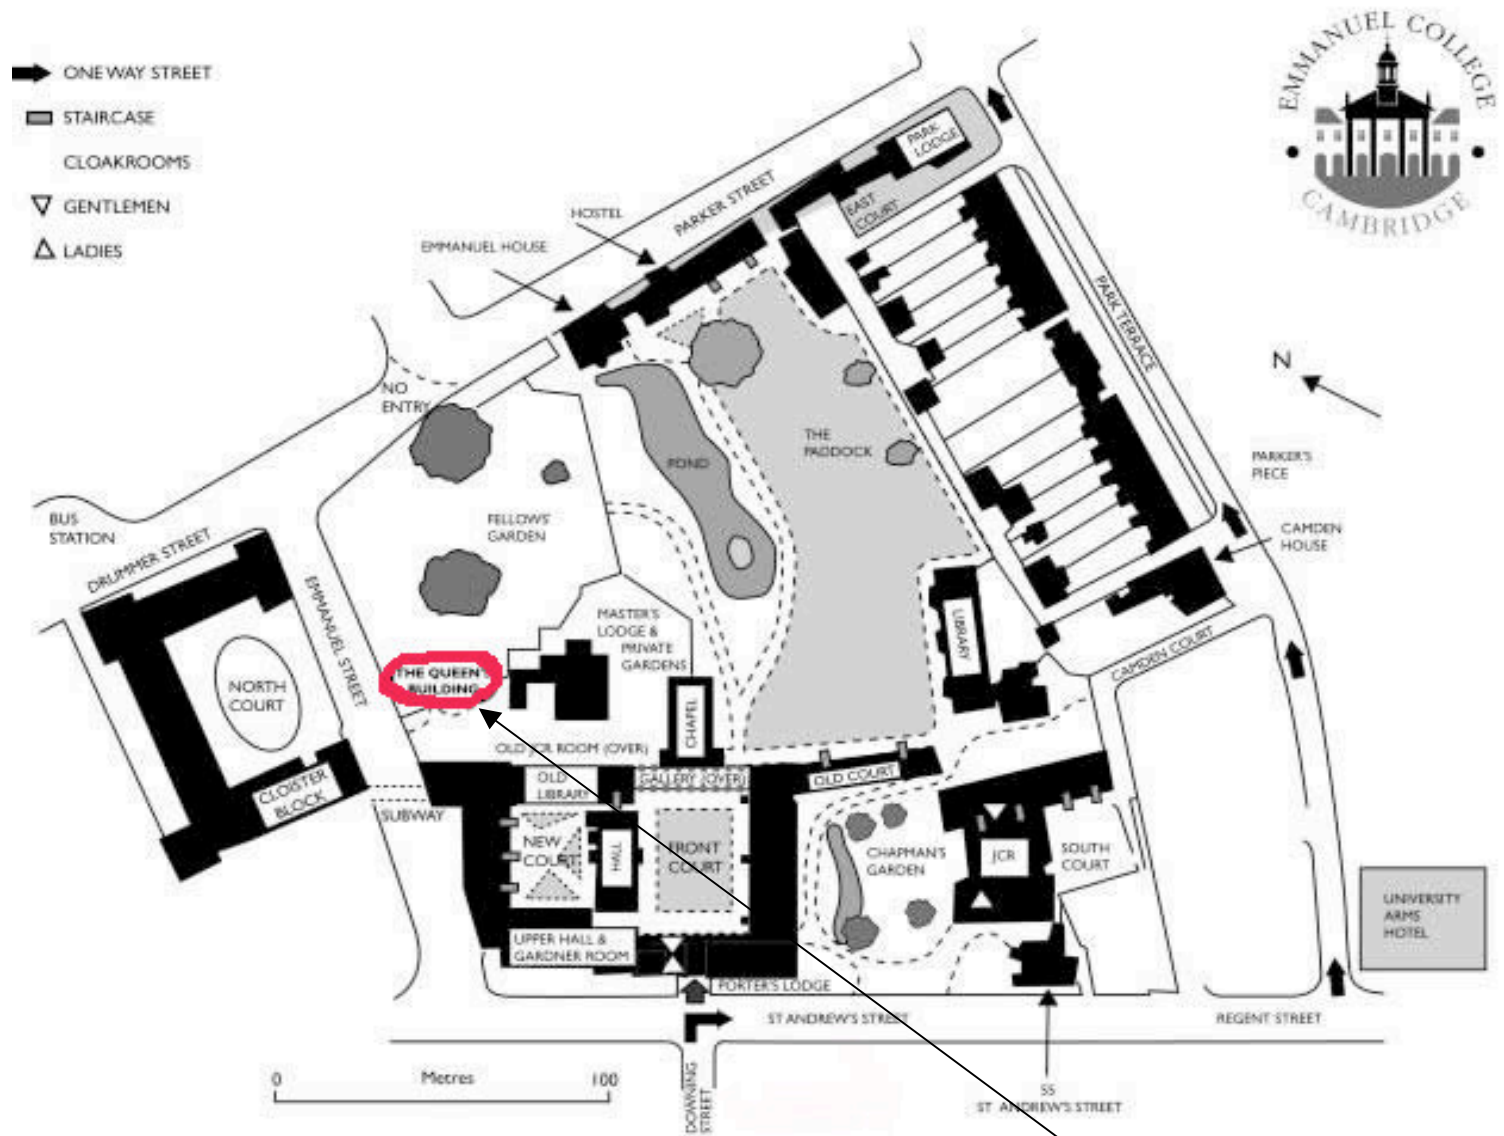 ONE WAY STREET
STAIRCASE
CLOAKROOMS
GENTLEMEN
LADIES
EMMANUEL COLLEGE
CAMBRIDGE
PARK
LODGE
PARKER STREET
HOSTEL
EAST
COURT
EMMANUEL HOUSE
PARK TERRACE
N
NO
ENTRY
THE
PADDOCK
POND
PARKER'S
PIECE
BUS
STATION
FELLOWS'
GARDEN
CAMDEN
HOUSE
DRUMMER STREET
EMMANUEL STREET
MASTER'S
LODGE &
PRIVATE
GARDENS
LIBRARY
CAMDEN COURT
THE QUEEN'S
BUILDING
NORTH
COURT
CHAPEL
OLD JCR ROOM (OVER)
OLD
LIBRARY
GALLERY (OVER)
OLD COURT
CLOISTER
BLOCK
SUBWAY
NEW
COURT
HALL
FRONT
COURT
CHAPMAN'S
GARDEN
JCR
SOUTH
COURT
UNIVERSITY
ARMS
HOTEL
UPPER HALL &
GARDNER ROOM
PORTER'S LODGE
ST ANDREW'S STREET
REGENT STREET
0 Metres 100
DOWNING
STREET
55
ST ANDREW'S STREET